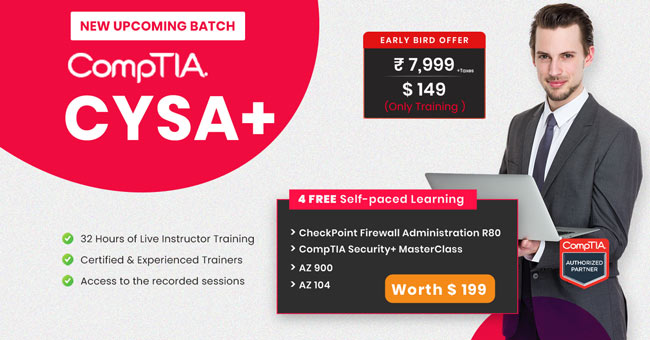 NEW UPCOMING BATCH
CompTIA.
CYSA+
EARLY BIRD OFFER
₹ 7,999 +Taxes
$ 149
(Only Training )
4 FREE Self-paced Learning
> CheckPoint Firewall Administration R80
> CompTIA Security+ MasterClass
> AZ 900
> AZ 104
Worth $ 199
32 Hours of Live Instructor Training
Certified & Experienced Trainers
Access to the recorded sessions
CompTIA
AUTHORIZED
PARTNER